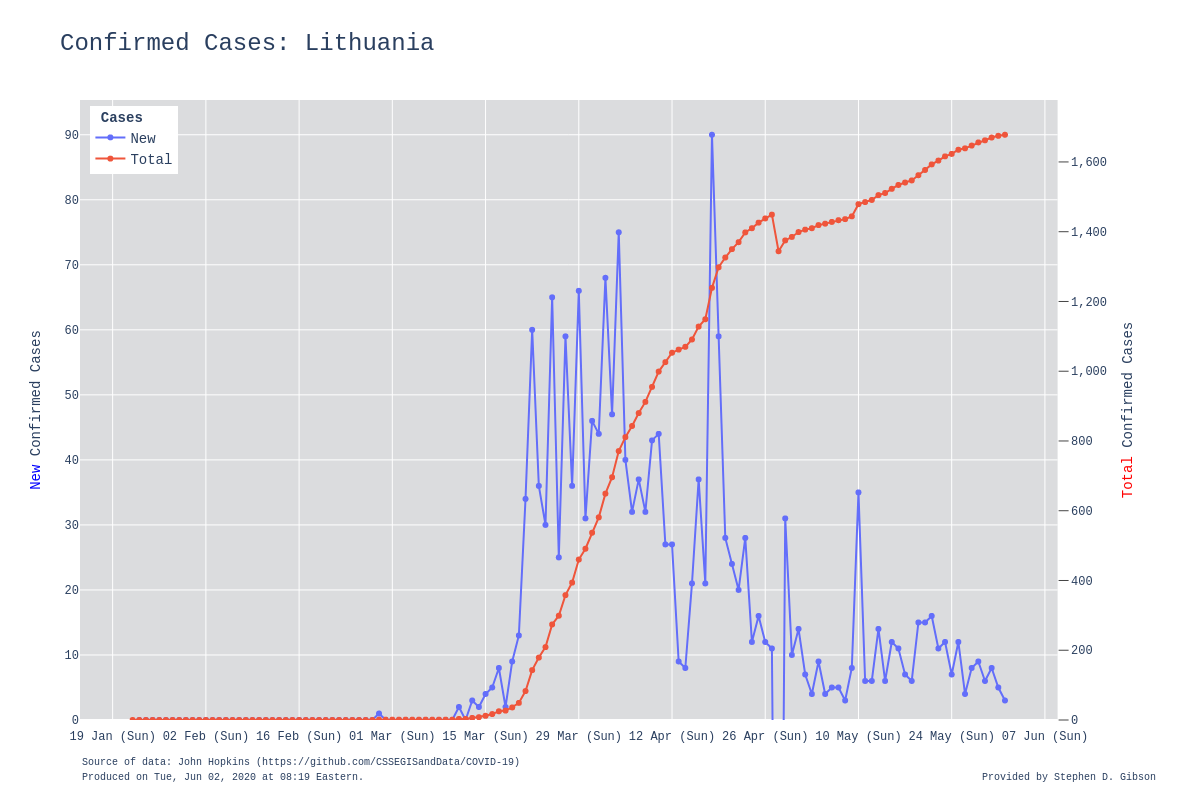 Confirmed Cases: Lithuania
Cases
New
Total
90
80
70
60
50
40
30
20
10
0
New Confirmed Cases
1,600
1,400
1,200
1,000
800
600
400
200
0
Total Confirmed Cases
19 Jan (Sun) 02 Feb (Sun) 16 Feb (Sun) 01 Mar (Sun) 15 Mar (Sun) 29 Mar (Sun) 12 Apr (Sun) 26 Apr (Sun) 10 May (Sun) 24 May (Sun) 07 Jun (Sun)
Source of data: John Hopkins (https://github.com/CSSEGISandData/COVID-19)
Produced on Tue, Jun 02, 2020 at 08:19 Eastern.
Provided by Stephen D. Gibson